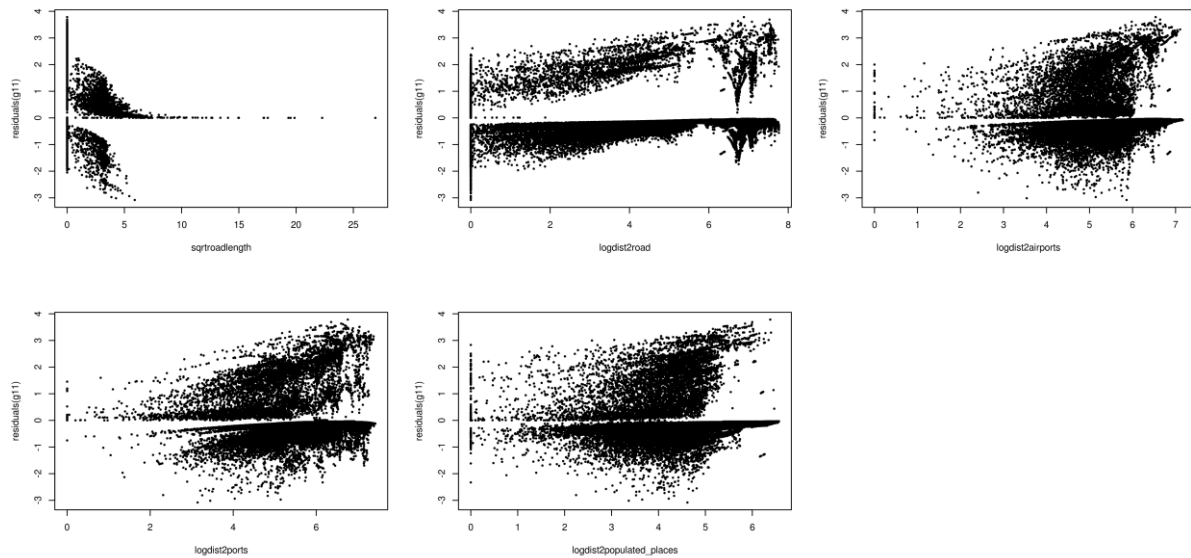 residuals(g11)
-3 -2 -1 0 1 2 3 4
0 5 10 15 20 25
sqrtroadlength
residuals(g11)
-3 -2 -1 0 1 2 3 4
0 2 4 6 8
logdist2road
residuals(g11)
-3 -2 -1 0 1 2 3 4
0 1 2 3 4 5 6 7
logdist2airports
residuals(g11)
-3 -2 -1 0 1 2 3 4
0 2 4 6
logdist2ports
residuals(g11)
-3 -2 -1 0 1 2 3 4
0 1 2 3 4 5 6
logdist2populated_places